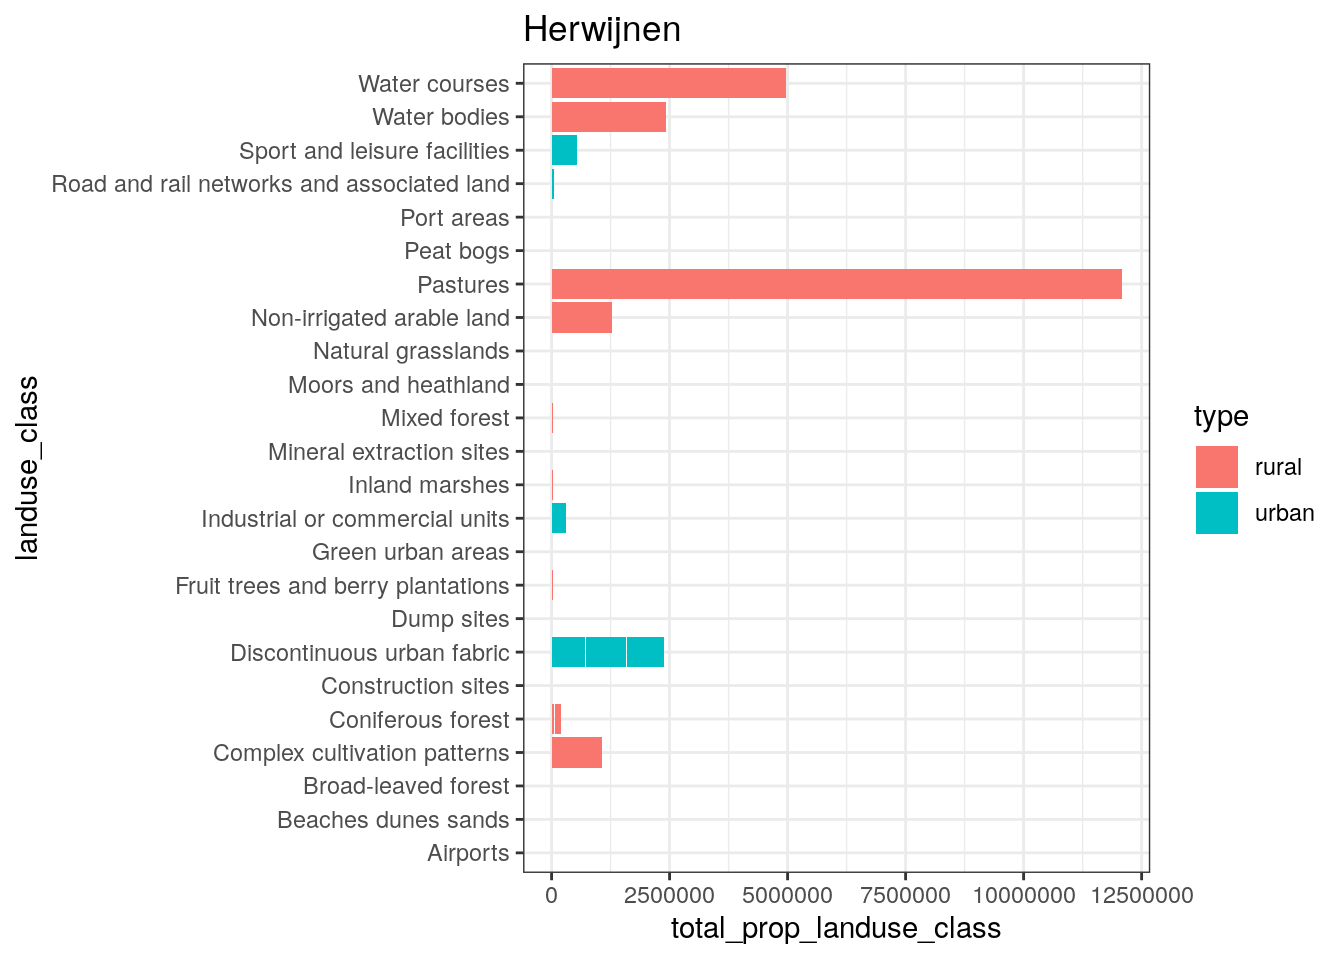 Herwijnen
landuse_class
Water courses
Water bodies
Sport and leisure facilities
Road and rail networks and associated land
Port areas
Peat bogs
Pastures
Non-irrigated arable land
Natural grasslands
Moors and heathland
Mixed forest
Mineral extraction sites
Inland marshes
Industrial or commercial units
Green urban areas
Fruit trees and berry plantations
Dump sites
Discontinuous urban fabric
Construction sites
Coniferous forest
Complex cultivation patterns
Broad-leaved forest
Beaches dunes sands
Airports
0 2500000 5000000 7500000 10000000 12500000
total_prop_landuse_class
type
rural
urban